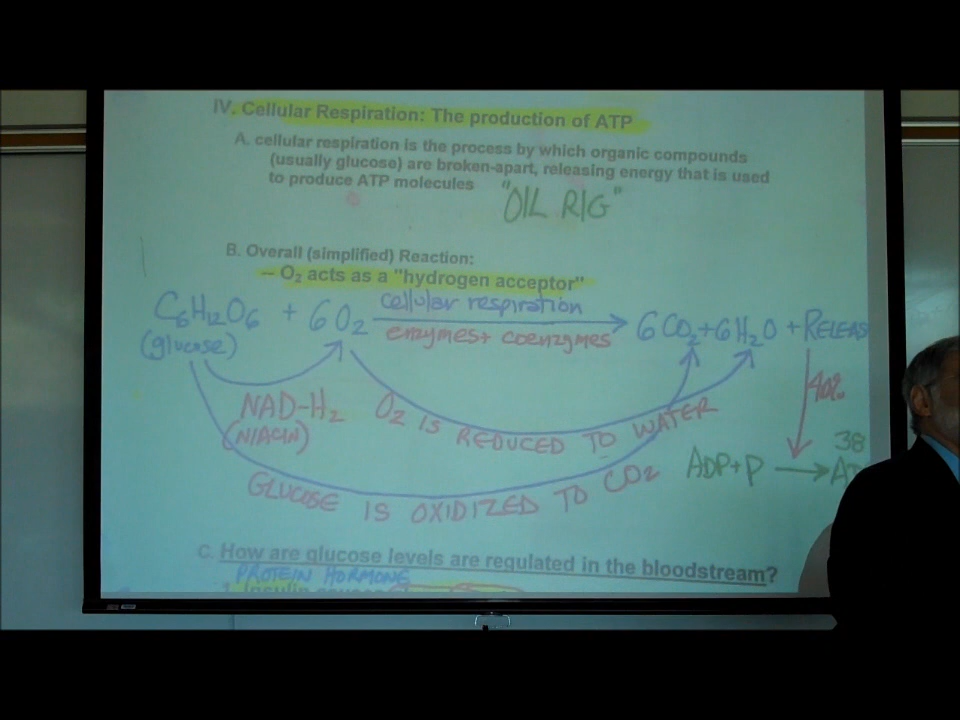 IV. Cellular Respiration: The production of ATP
A. cellular respiration is the process by which organic compounds
(usually glucose) are broken-apart, releasing energy that is used
to produce ATP molecules
"OIL RIG"
B. Overall (simplified) Reaction:
– O₂ acts as a "hydrogen acceptor"
C₆H₁₂O₆ + 6O₂ cellular respiration 6CO₂+6H₂O + RELEAS
(glucose) enzymes+ coenzymes
NAD-H₂
(NIACIN)
O₂ IS REDUCED TO WATER
40%
38
ADP+P → AT
GLUCOSE IS OXIDIZED TO CO₂
C. How are glucose levels are regulated in the bloodstream?
PROTEIN HORMONE
1. Insulin